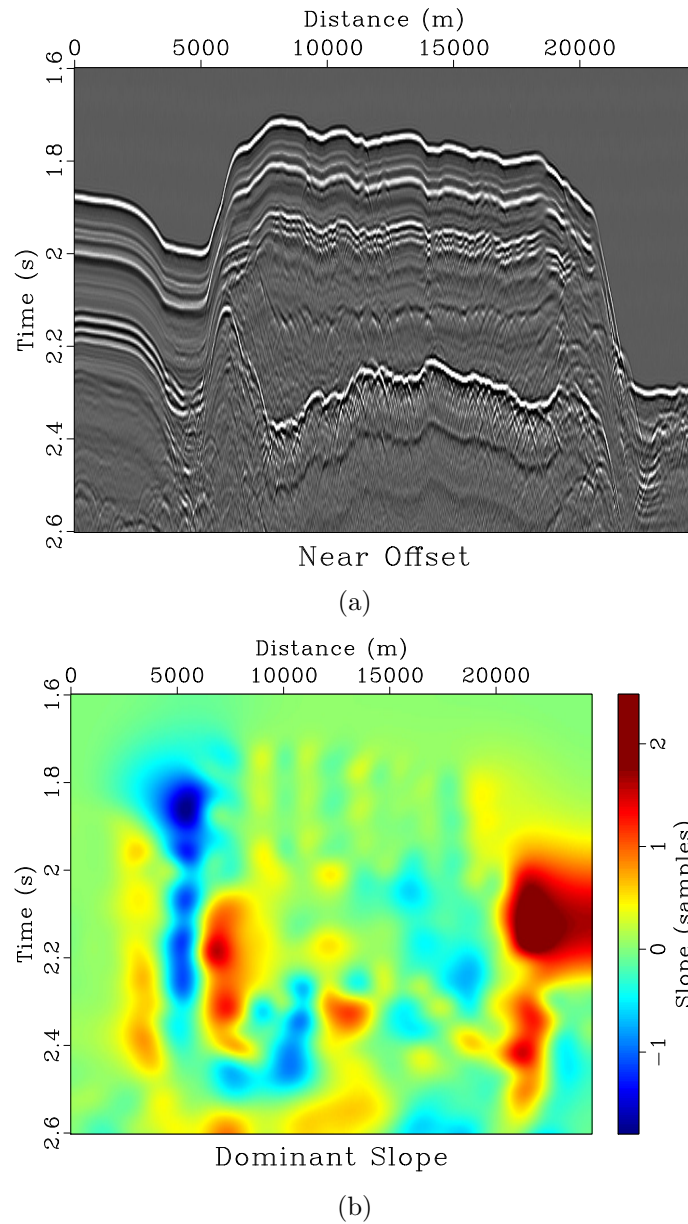 Distance (m)
0 5000 10000 15000 20000
1.6
1.8
2
2.2
2.4
2.6
Time (s)
Near Offset
(a)
Distance (m)
0 5000 10000 15000 20000
1.6
1.8
2
2.2
2.4
2.6
Time (s)
2
1
0
−1
Slope (samples)
Dominant Slope
(b)